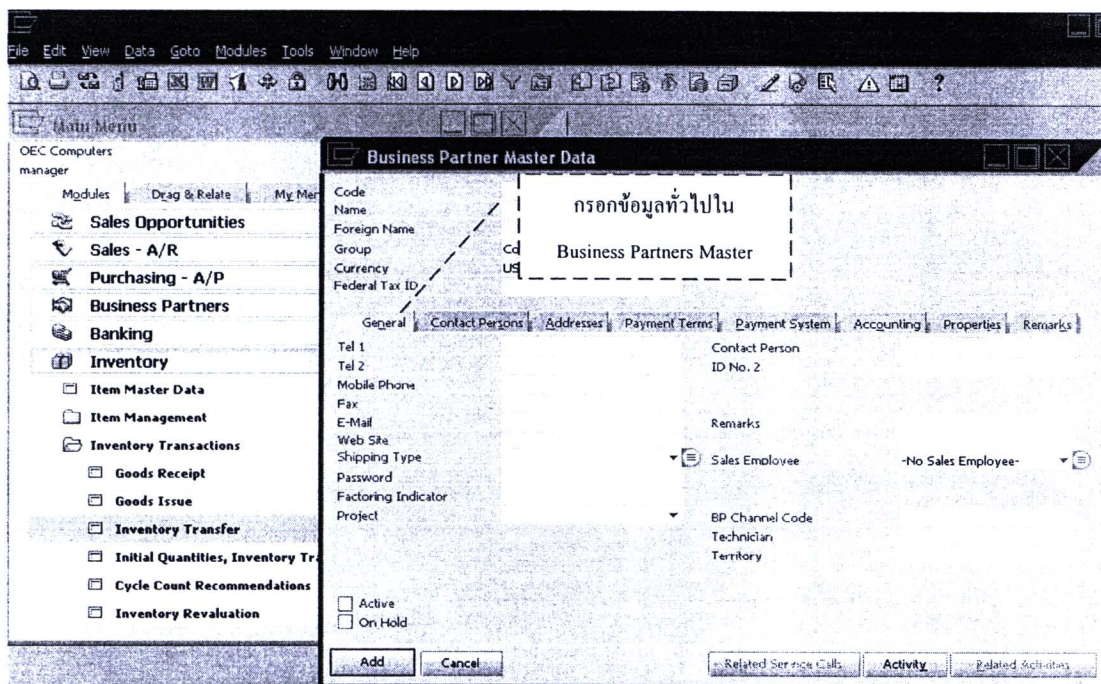 File Edit View Data Goto Modules Tools Window Help
Main Menu
OEC Computers
manager
Modules Drag & Relate My Mer
Sales Opportunities
Sales - A/R
Purchasing - A/P
Business Partners
Banking
Inventory
Item Master Data
Item Management
Inventory Transactions
Goods Receipt
Goods Issue
Inventory Transfer
Initial Quantities, Inventory Tra
Cycle Count Recommendations
Inventory Revaluation
Business Partner Master Data
Code
Name
Foreign Name
Group
Currency
Federal Tax ID
กรอกข้อมูลทั่วไปใน
Business Partners Master
General Contact Persons Addresses Payment Terms Payment System Accounting Properties Remarks
Tel 1
Tel 2
Mobile Phone
Fax
E-Mail
Web Site
Shipping Type
Password
Factoring Indicator
Project
Contact Person
ID No. 2
Remarks
Sales Employee -No Sales Employee-
BP Channel Code
Technician
Territory
Active
On Hold
Add Cancel Related Service Calls Activity Related Activities